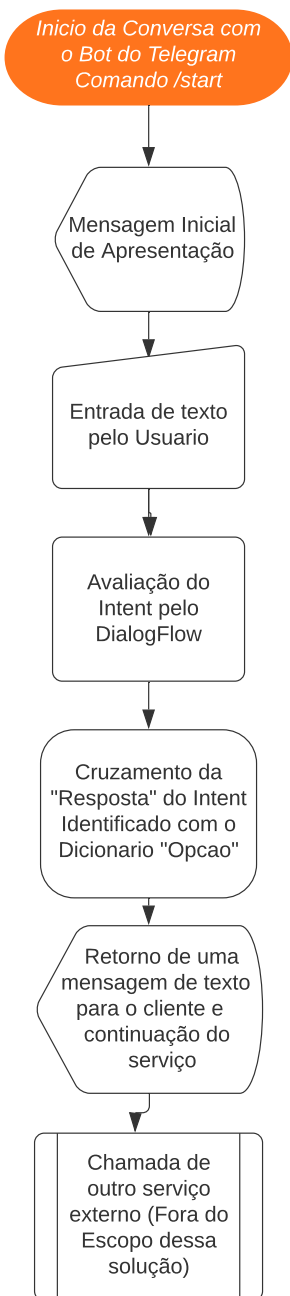 Inicio da Conversa com
o Bot do Telegram
Comando /start
Mensagem Inicial
de Apresentação
Entrada de texto
pelo Usuario
Avaliação do
Intent pelo
DialogFlow
Cruzamento da
"Resposta" do Intent
Identificado com o
Dicionario "Opcao"
Retorno de uma
mensagem de texto
para o cliente e
continuação do
serviço
Chamada de
outro serviço
externo (Fora do
Escopo dessa
solução)